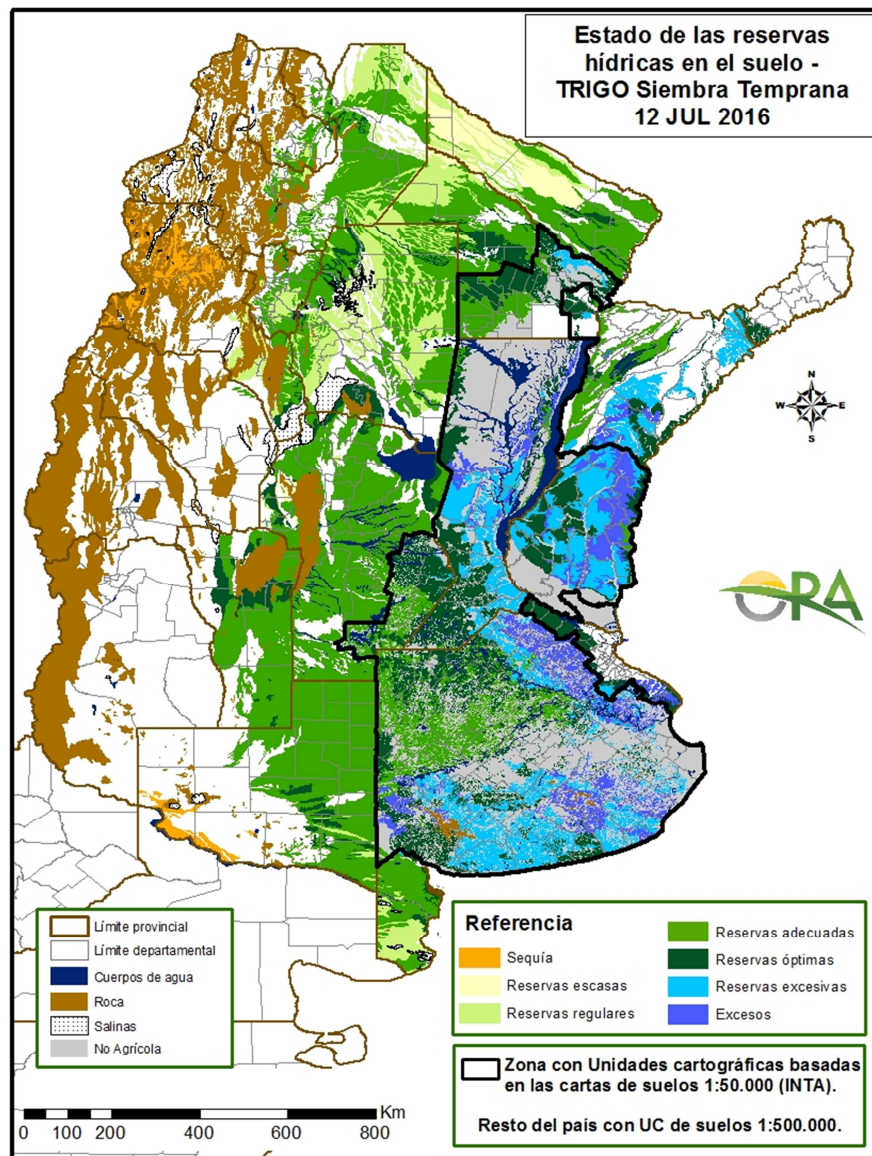 Estado de las reservas
hídricas en el suelo -
TRIGO Siembra Temprana
12 JUL 2016
N
W E
S
ORA
Límite provincial
Límite departamental
Cuerpos de agua
Roca
Salinas
No Agrícola
Referencia
Sequía
Reservas escasas
Reservas regulares
Reservas adecuadas
Reservas óptimas
Reservas excesivas
Excesos
Zona con Unidades cartográficas basadas
en las cartas de suelos 1:50.000 (INTA).
Resto del país con UC de suelos 1:500.000.
Km
0 100 200 400 600 800